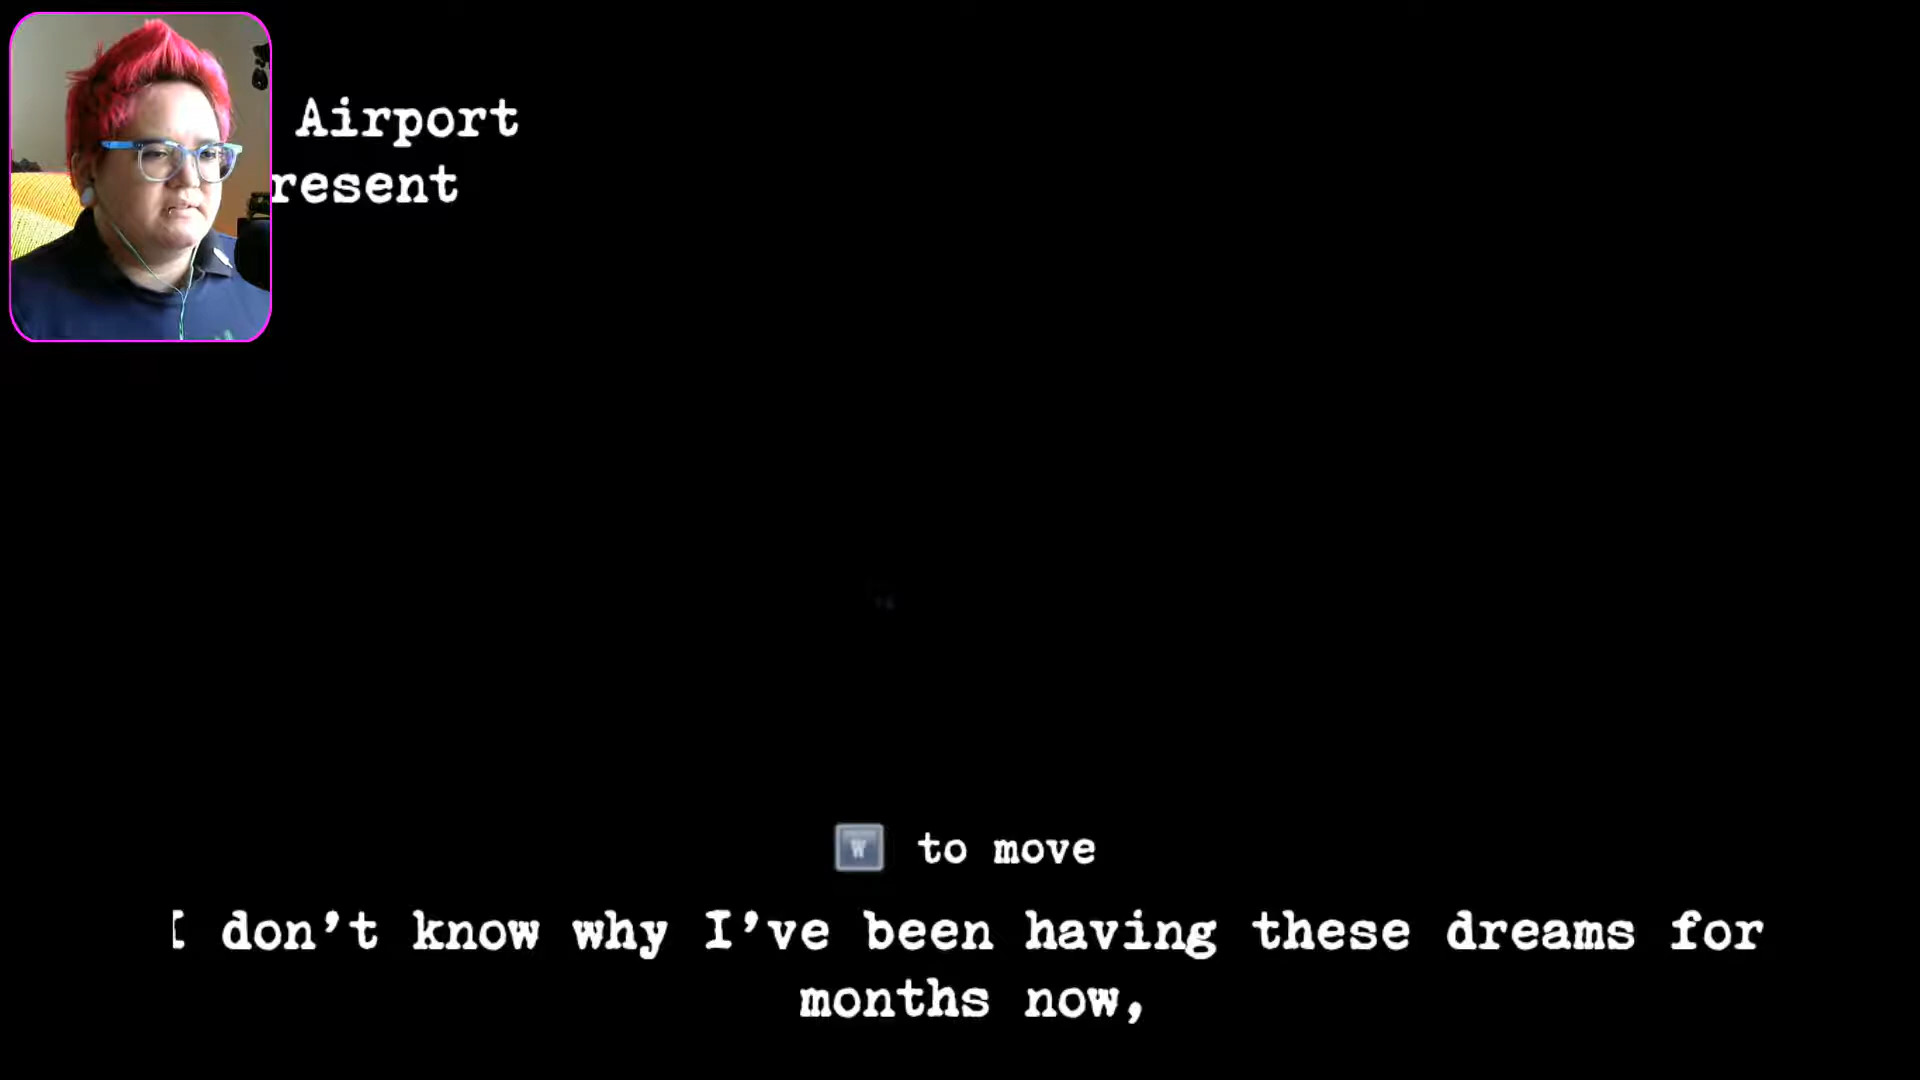 Airport
resent
W to move
I don't know why I've been having these dreams for
months now,